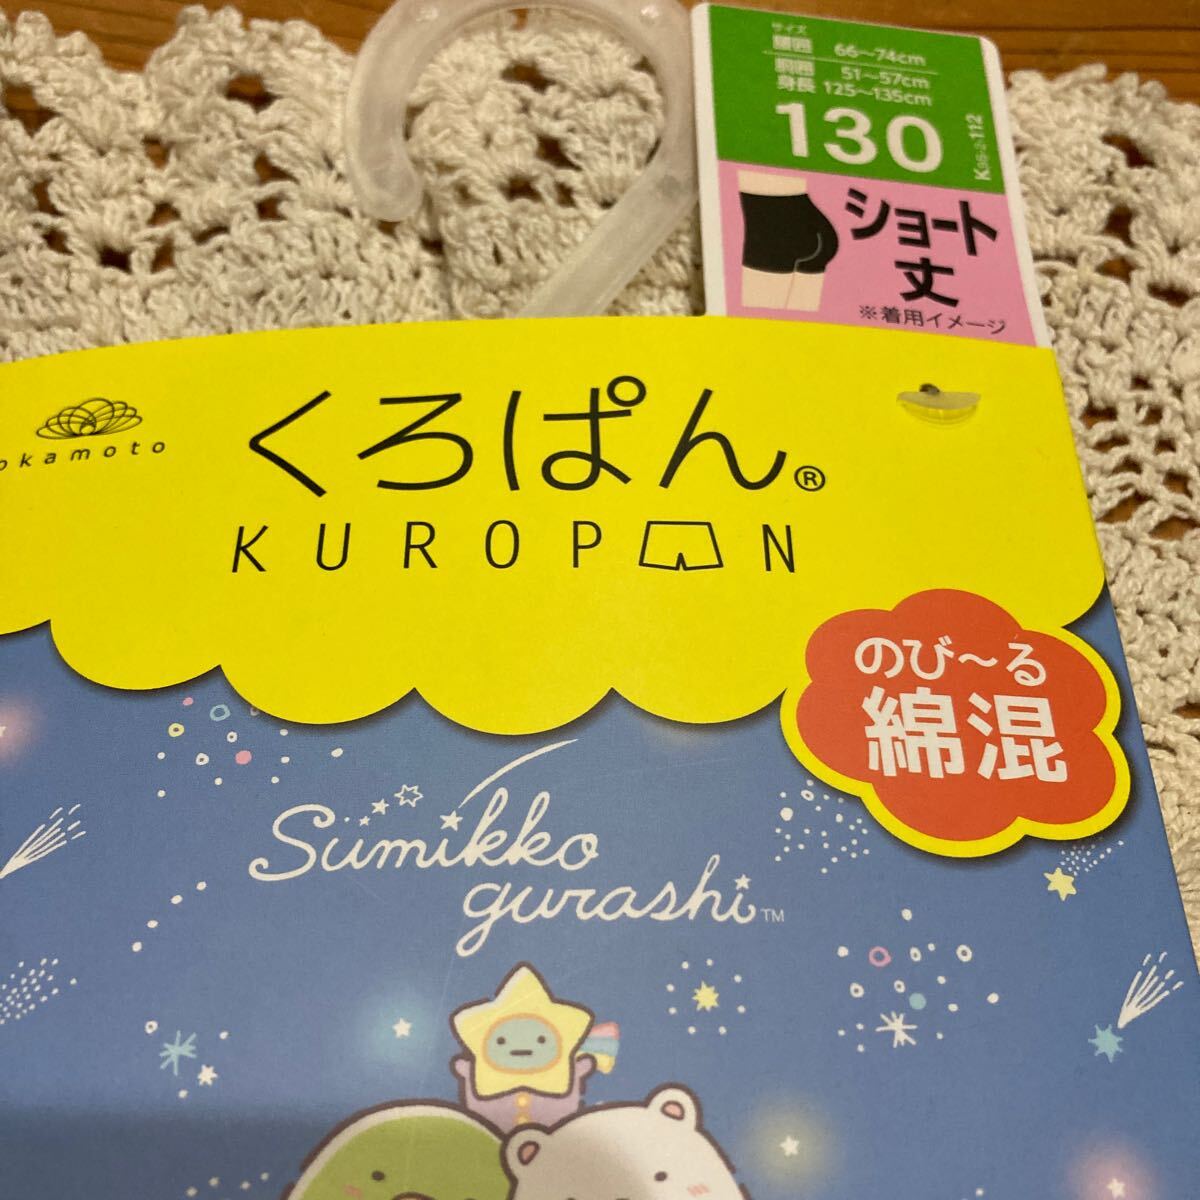 サイズ
腰囲 66～74cm
胴囲 51～57cm
身長 125～135cm
130
ショート
丈
※着用イメージ
okamoto
くろぱん®
KUROPAN
のび～る
綿混
Sumikko
gurashi™